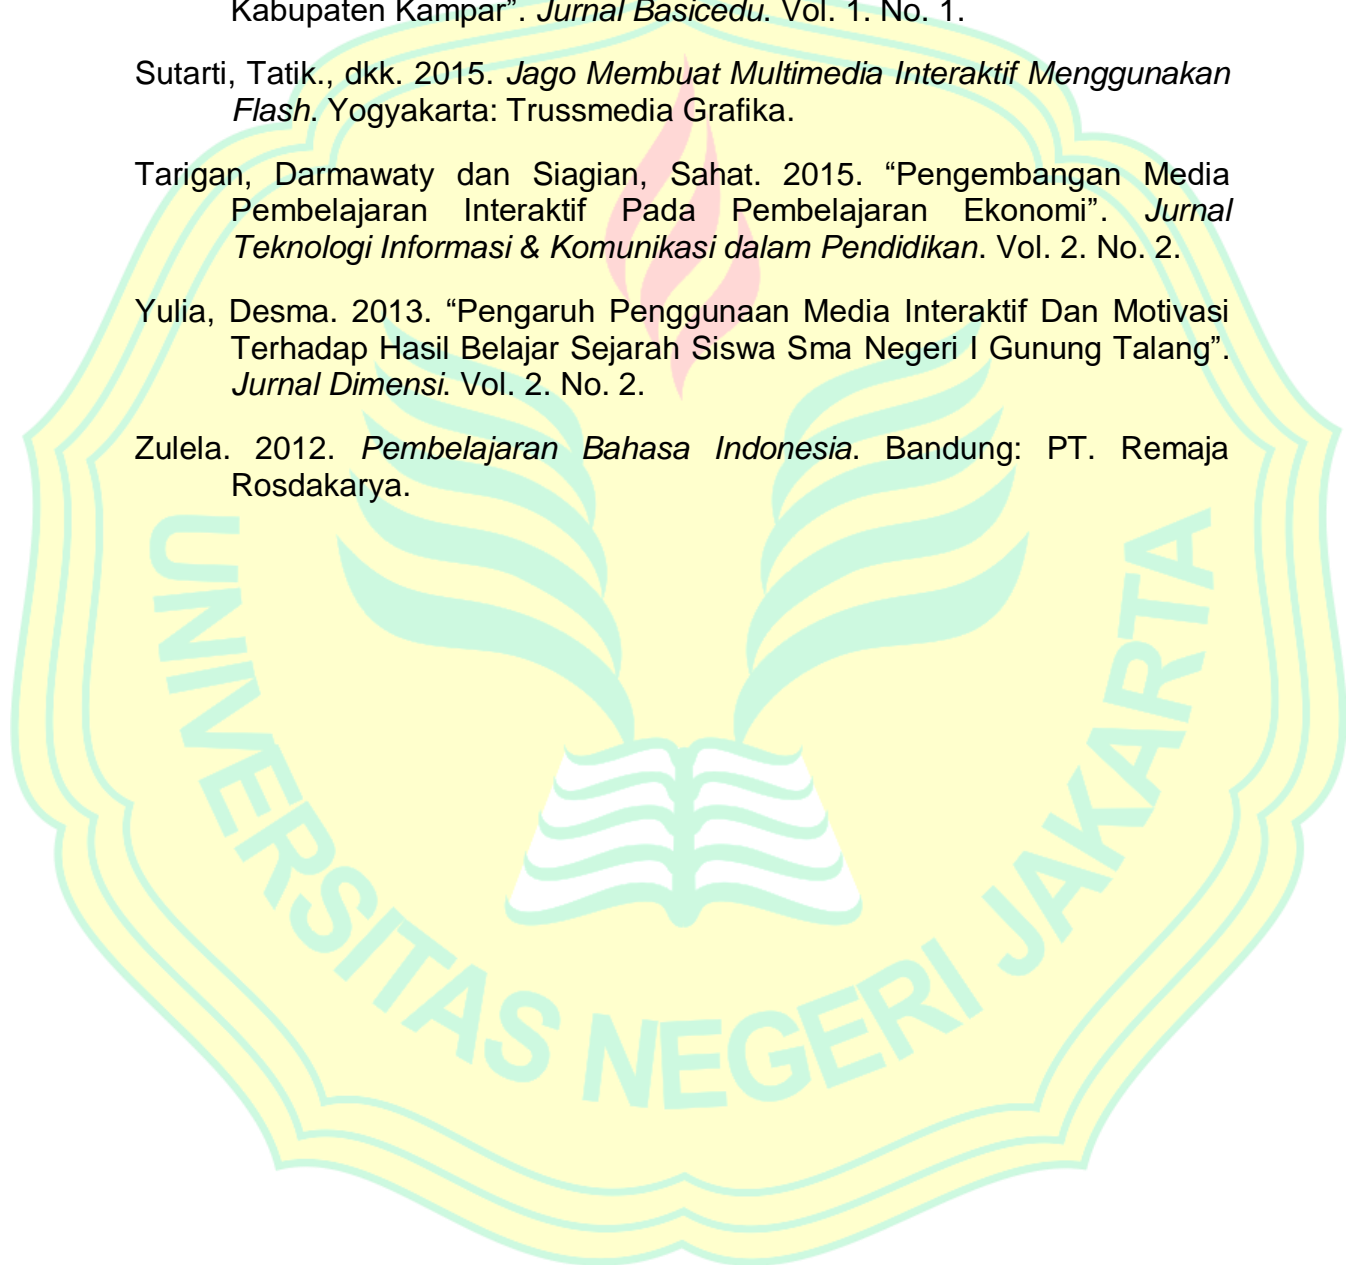 Kabupaten Kampar”. Jurnal Basicedu. Vol. 1. No. 1.
Sutarti, Tatik., dkk. 2015. Jago Membuat Multimedia Interaktif Menggunakan
Flash. Yogyakarta: Trussmedia Grafika.
Tarigan, Darmawaty dan Siagian, Sahat. 2015. “Pengembangan Media
Pembelajaran Interaktif Pada Pembelajaran Ekonomi”. Jurnal
Teknologi Informasi & Komunikasi dalam Pendidikan. Vol. 2. No. 2.
Yulia, Desma. 2013. “Pengaruh Penggunaan Media Interaktif Dan Motivasi
Terhadap Hasil Belajar Sejarah Siswa Sma Negeri I Gunung Talang”.
Jurnal Dimensi. Vol. 2. No. 2.
Zulela. 2012. Pembelajaran Bahasa Indonesia. Bandung: PT. Remaja
Rosdakarya.
UNIVERSITAS NEGERI JAKARTA